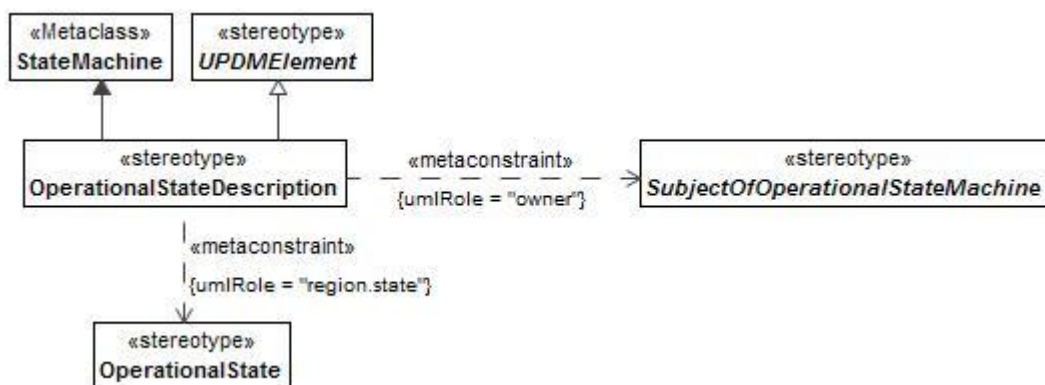 «Metaclass»
StateMachine
«stereotype»
UPDMElement
«stereotype»
OperationalStateDescription
«metaconstraint»
{umlRole = "owner"}
«stereotype»
SubjectOfOperationalStateMachine
«metaconstraint»
{umlRole = "region.state"}
«stereotype»
OperationalState